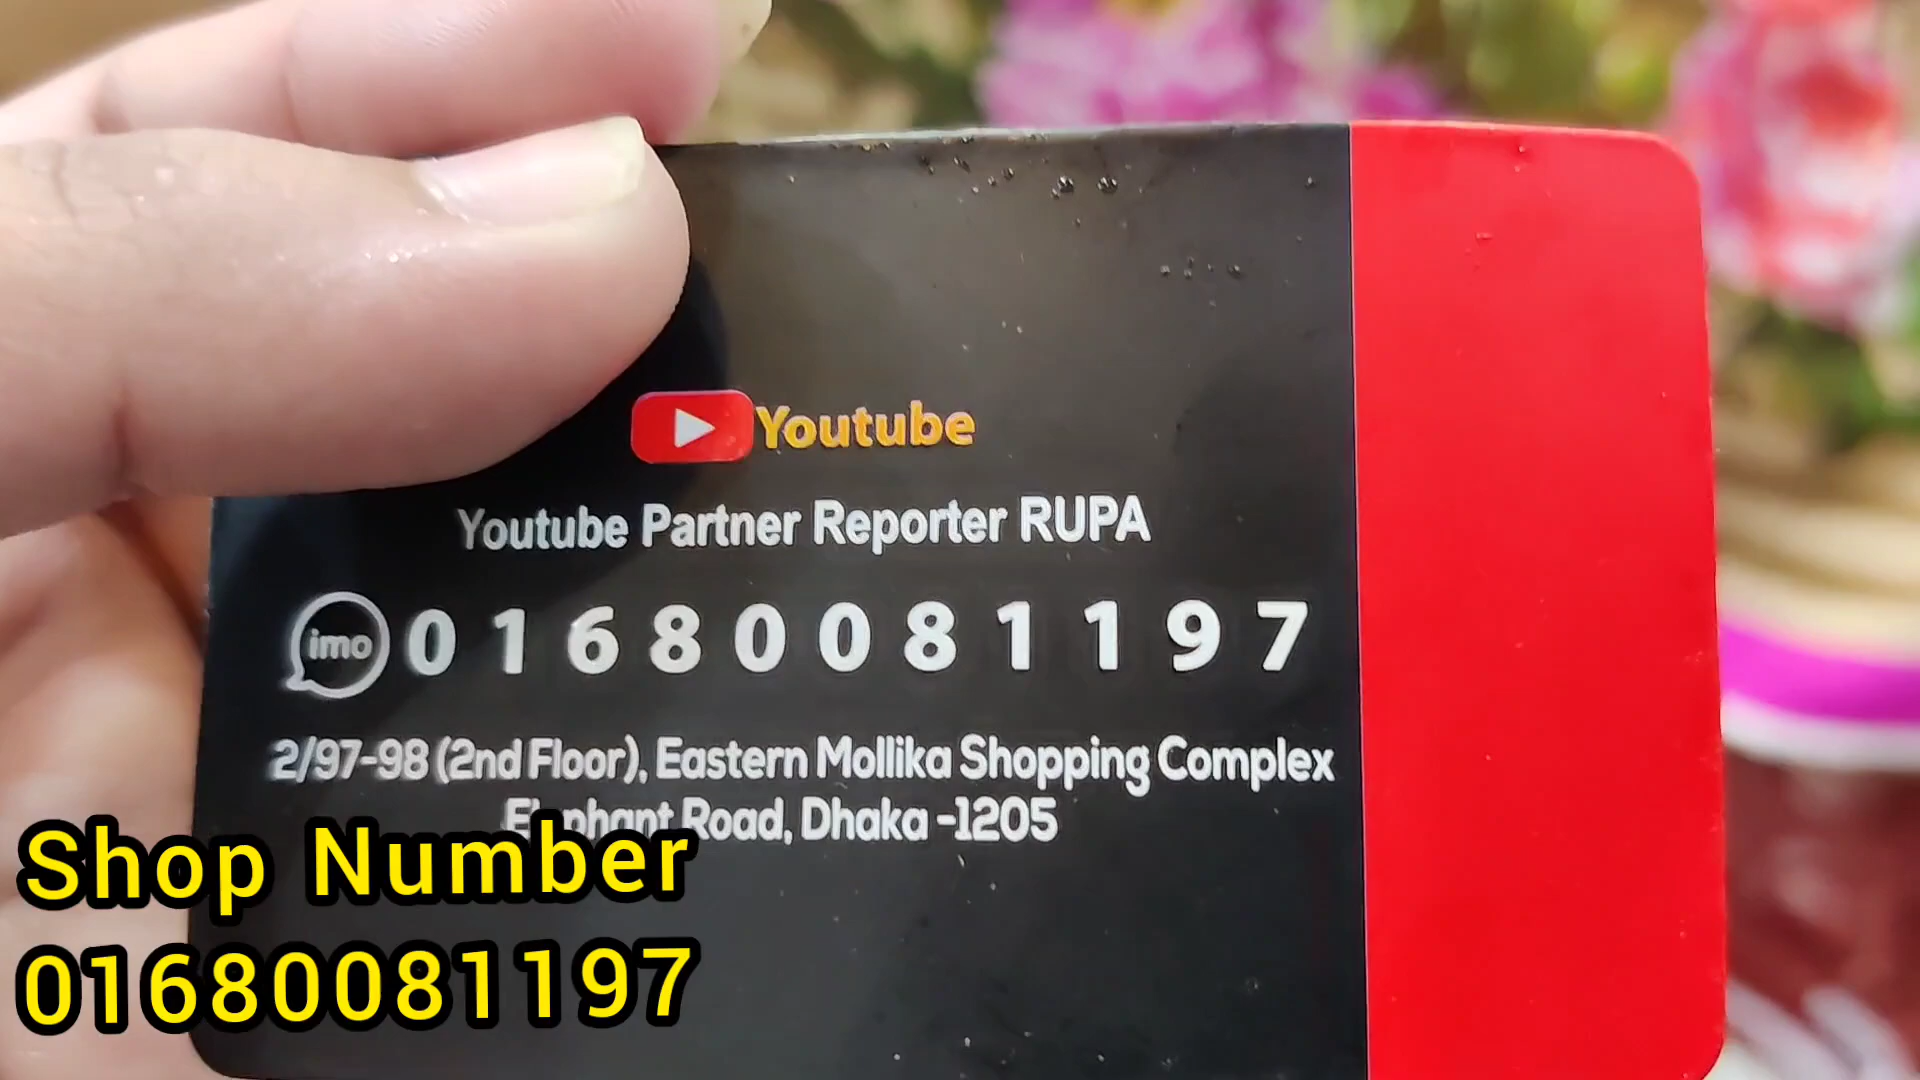 Youtube
Youtube Partner Reporter RUPA
imo 01680081197
2/97-98 (2nd Floor), Eastern Mollika Shopping Complex
Elephant Road, Dhaka -1205
Shop Number
01680081197